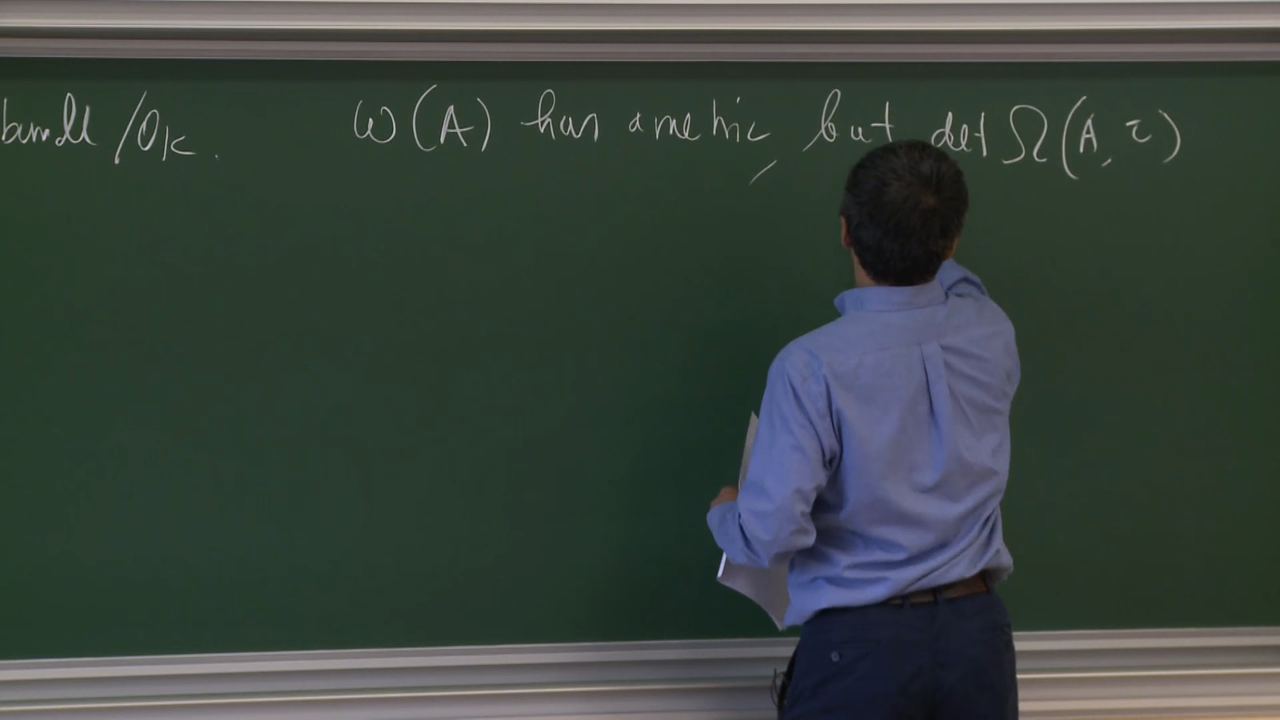 bundle /O_K. ω(A) has a metric, but det Ω(A, τ)